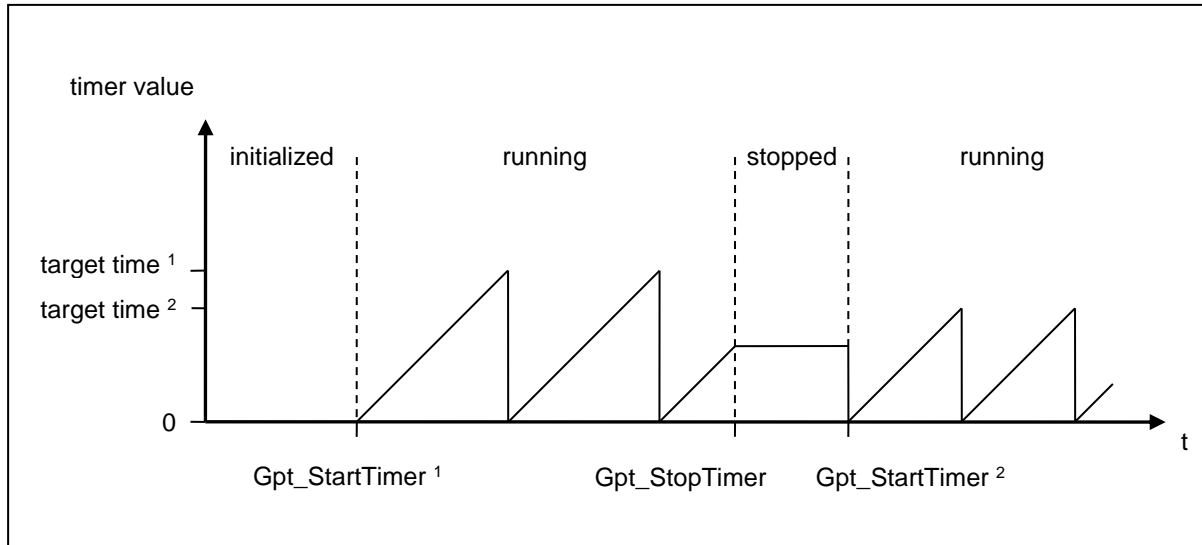 timer value
initialized running stopped running
target time ¹
target time ²
0
t
Gpt_StartTimer ¹ Gpt_StopTimer Gpt_StartTimer ²